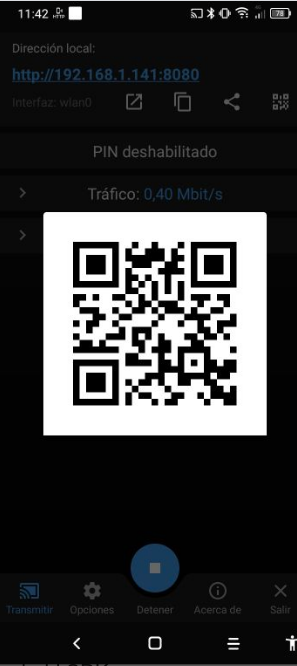 11:42
78
Dirección local:
http://192.168.1.141:8080
Interfaz: wlan0
PIN deshabilitado
Tráfico: 0,40 Mbit/s
Transmitir
Opciones
Detener
Acerca de
Salir